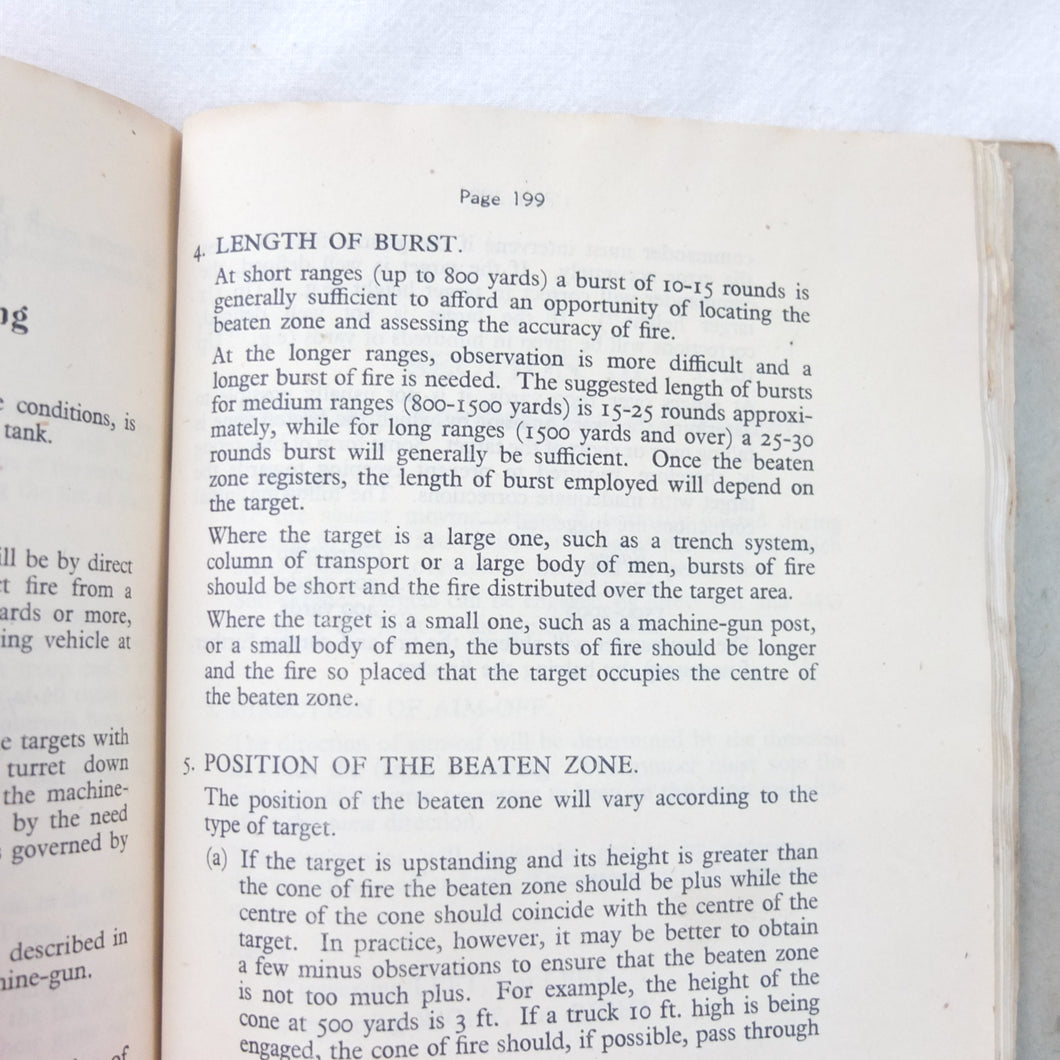 ng
e conditions, is
tank.
ill be by direct
ct fire from a
ards or more,
ing vehicle at
e targets with
turret down
the machine-
by the need
s governed by
described in
hine-gun.
of
Page 199
4. LENGTH OF BURST.
At short ranges (up to 800 yards) a burst of 10-15 rounds is
generally sufficient to afford an opportunity of locating the
beaten zone and assessing the accuracy of fire.
At the longer ranges, observation is more difficult and a
longer burst of fire is needed. The suggested length of bursts
for medium ranges (800-1500 yards) is 15-25 rounds approxi-
mately, while for long ranges (1500 yards and over) a 25-30
rounds burst will generally be sufficient. Once the beaten
zone registers, the length of burst employed will depend on
the target.
Where the target is a large one, such as a trench system,
column of transport or a large body of men, bursts of fire
should be short and the fire distributed over the target area.
Where the target is a small one, such as a machine-gun post,
or a small body of men, the bursts of fire should be longer
and the fire so placed that the target occupies the centre of
the beaten zone.
5. POSITION OF THE BEATEN ZONE.
The position of the beaten zone will vary according to the
type of target.
(a) If the target is upstanding and its height is greater than
the cone of fire the beaten zone should be plus while the
centre of the cone should coincide with the centre of the
target. In practice, however, it may be better to obtain
a few minus observations to ensure that the beaten zone
is not too much plus. For example, the height of the
cone at 500 yards is 3 ft. If a truck 10 ft. high is being
engaged, the cone of fire should, if possible, pass through